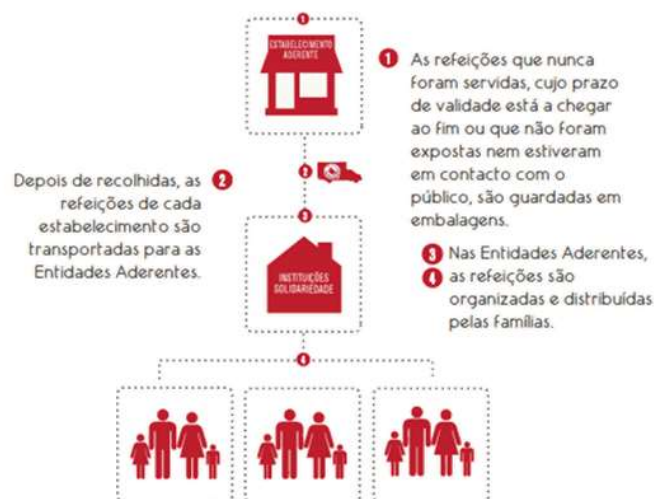 1
ESTABELECIMENTO
ADERENTE
1 As refeições que nunca
foram servidas, cujo prazo
de validade está a chegar
ao fim ou que não foram
expostas nem estiveram
em contacto com o
público, são guardadas em
embalagens.
2
Depois de recolhidas, as 2
refeições de cada
estabelecimento são
transportadas para as
Entidades Aderentes.
3
INSTITUIÇÕES
SOLIDARIEDADE
3 Nas Entidades Aderentes,
4 as refeições são
organizadas e distribuídas
pelas famílias.
4